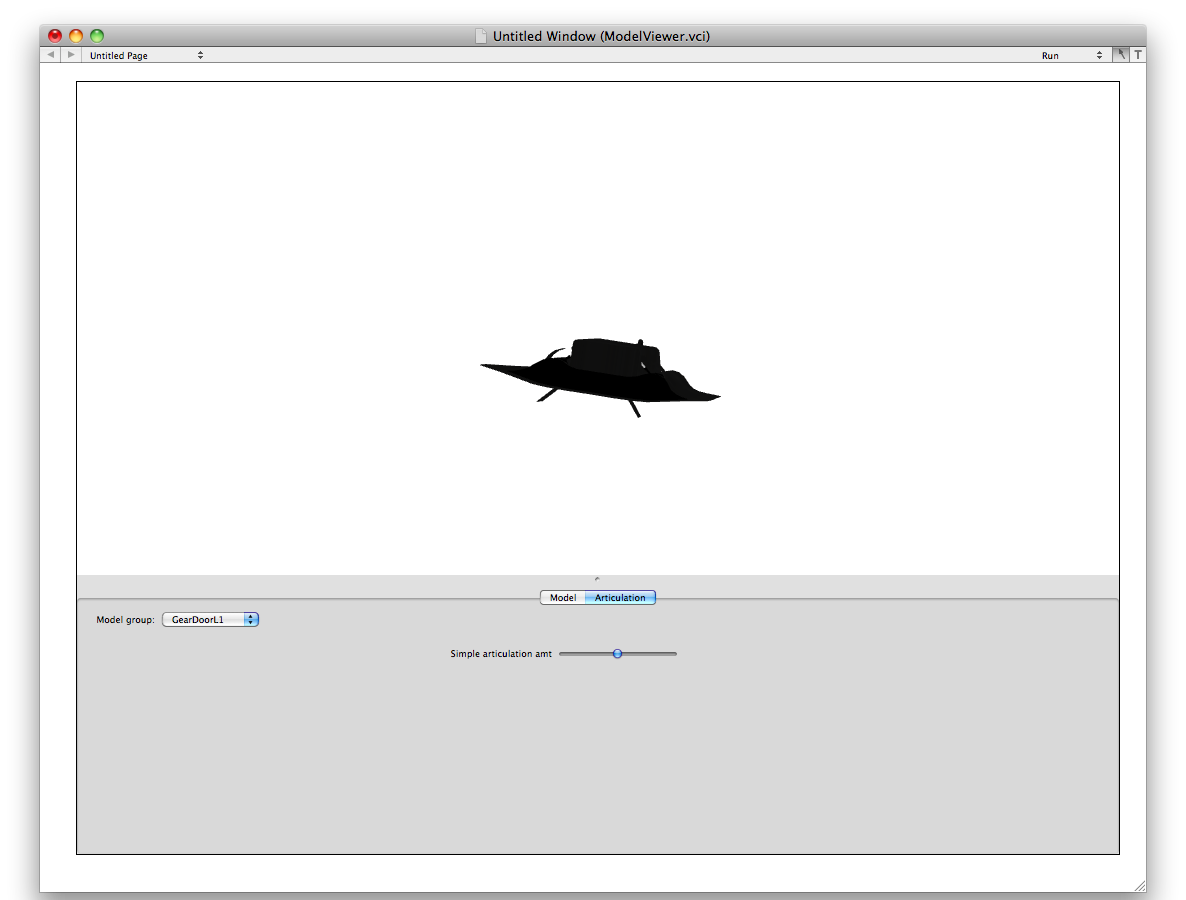 Untitled Window (ModelViewer.vci)
Untitled Page
Run
T
Model
Articulation
Model group:
GearDoorL1
Simple articulation amt